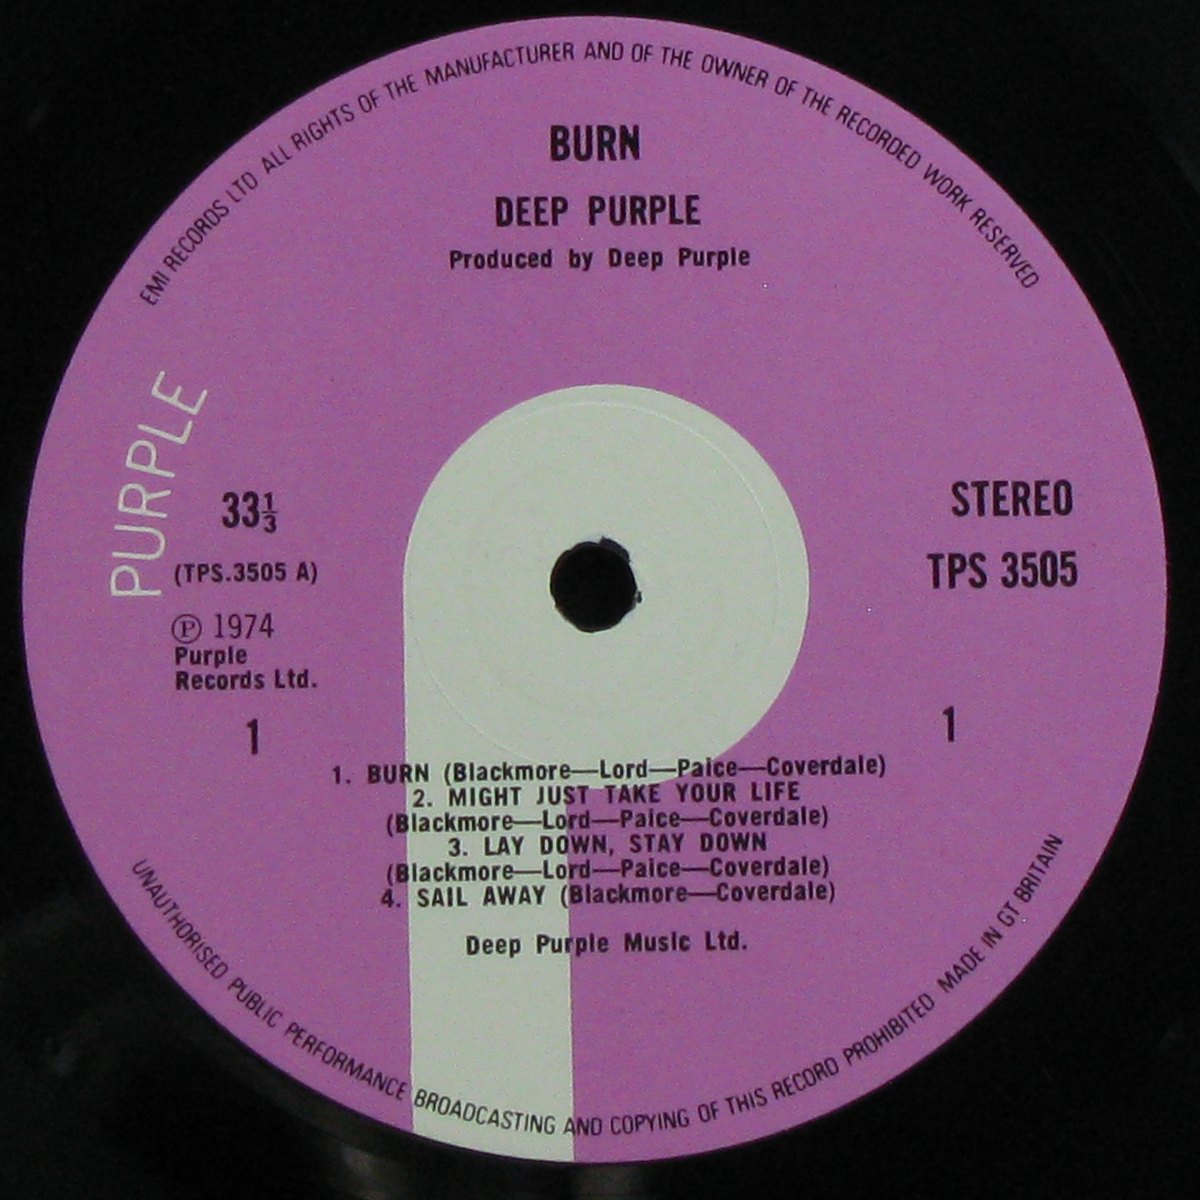 EMI RECORDS LTD ALL RIGHTS OF THE MANUFACTURER AND OF THE OWNER OF THE RECORDED WORK RESERVED
BURN
DEEP PURPLE
Produced by Deep Purple
PURPLE
33⅓
(TPS.3505 A)
℗ 1974
Purple
Records Ltd.
1
STEREO
TPS 3505
1
1. BURN (Blackmore—Lord—Paice—Coverdale)
2. MIGHT JUST TAKE YOUR LIFE
(Blackmore—Lord—Paice—Coverdale)
3. LAY DOWN, STAY DOWN
(Blackmore—Lord—Paice—Coverdale)
4. SAIL AWAY (Blackmore—Coverdale)
Deep Purple Music Ltd.
UNAUTHORISED PUBLIC PERFORMANCE BROADCASTING AND COPYING OF THIS RECORD PROHIBITED MADE IN GT BRITAIN